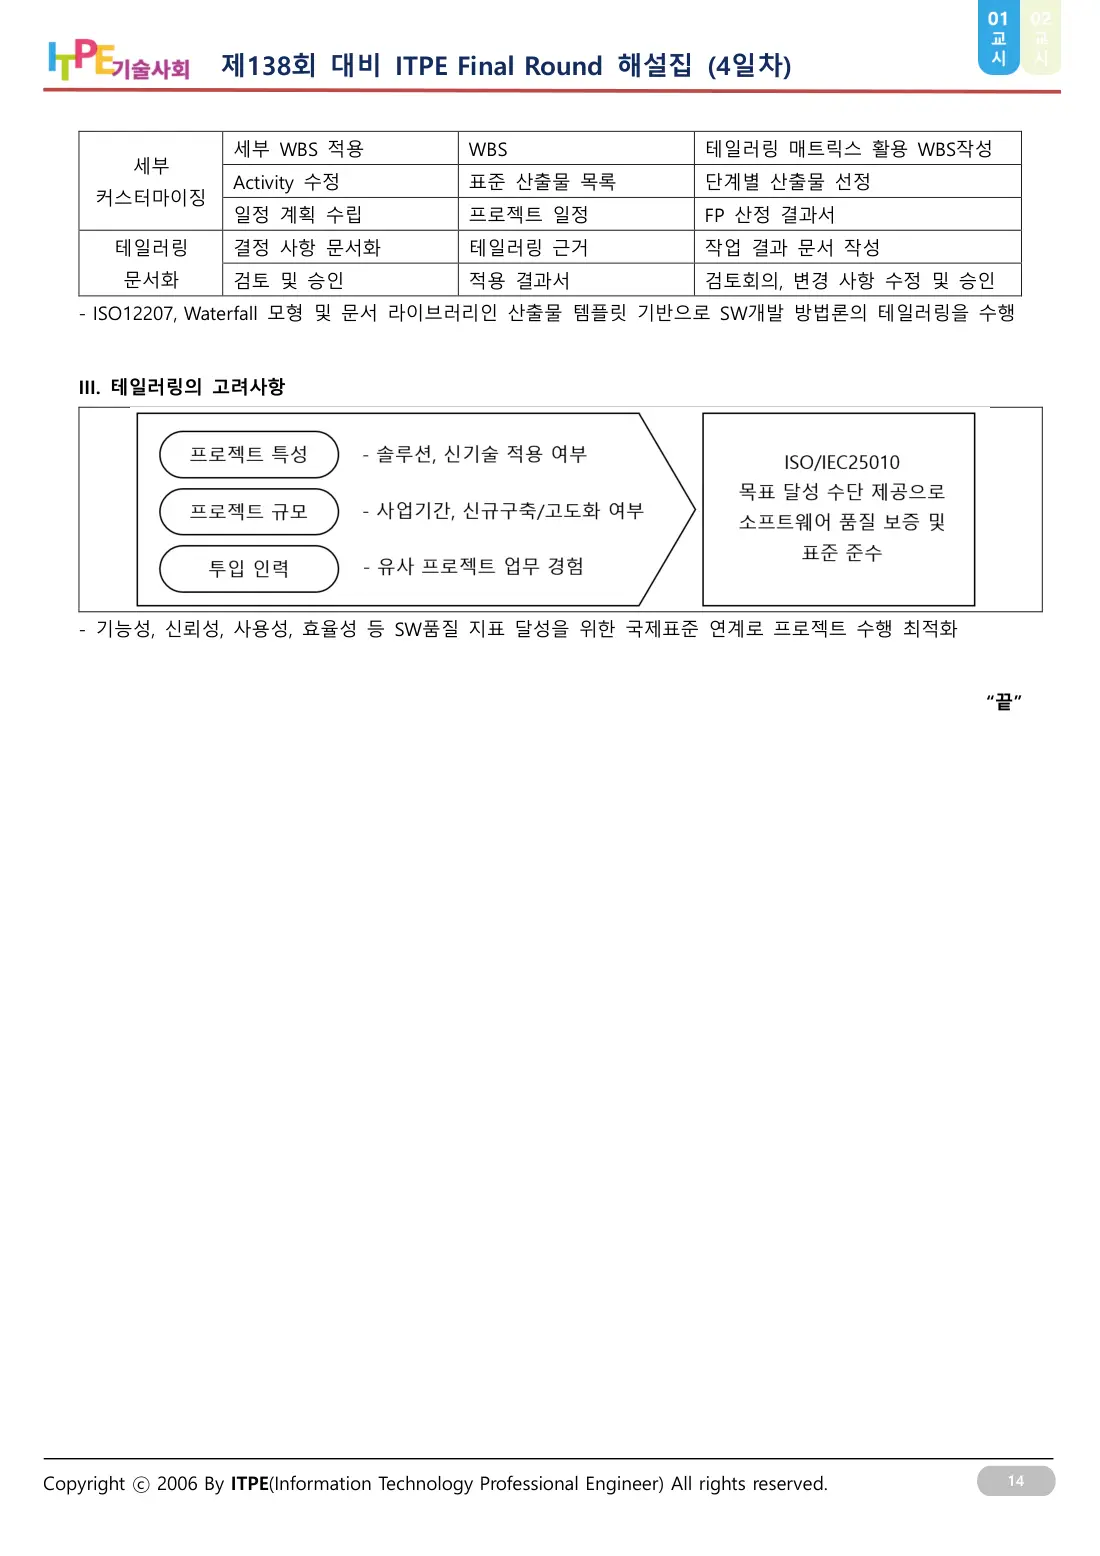 ITPE기술사회 제138회 대비 ITPE Final Round 해설집 (4일차)
01 교시
02 교시
세부 커스터마이징
세부 WBS 적용 WBS 테일러링 매트릭스 활용 WBS작성
Activity 수정 표준 산출물 목록 단계별 산출물 선정
일정 계획 수립 프로젝트 일정 FP 산정 결과서
테일러링 문서화
결정 사항 문서화 테일러링 근거 작업 결과 문서 작성
검토 및 승인 적용 결과서 검토회의, 변경 사항 수정 및 승인
- ISO12207, Waterfall 모형 및 문서 라이브러리인 산출물 템플릿 기반으로 SW개발 방법론의 테일러링을 수행
III. 테일러링의 고려사항
프로젝트 특성 - 솔루션, 신기술 적용 여부
프로젝트 규모 - 사업기간, 신규구축/고도화 여부
투입 인력 - 유사 프로젝트 업무 경험
ISO/IEC25010
목표 달성 수단 제공으로
소프트웨어 품질 보증 및
표준 준수
- 기능성, 신뢰성, 사용성, 효율성 등 SW품질 지표 달성을 위한 국제표준 연계로 프로젝트 수행 최적화
“끝”
Copyright ⓒ 2006 By ITPE(Information Technology Professional Engineer) All rights reserved.
14